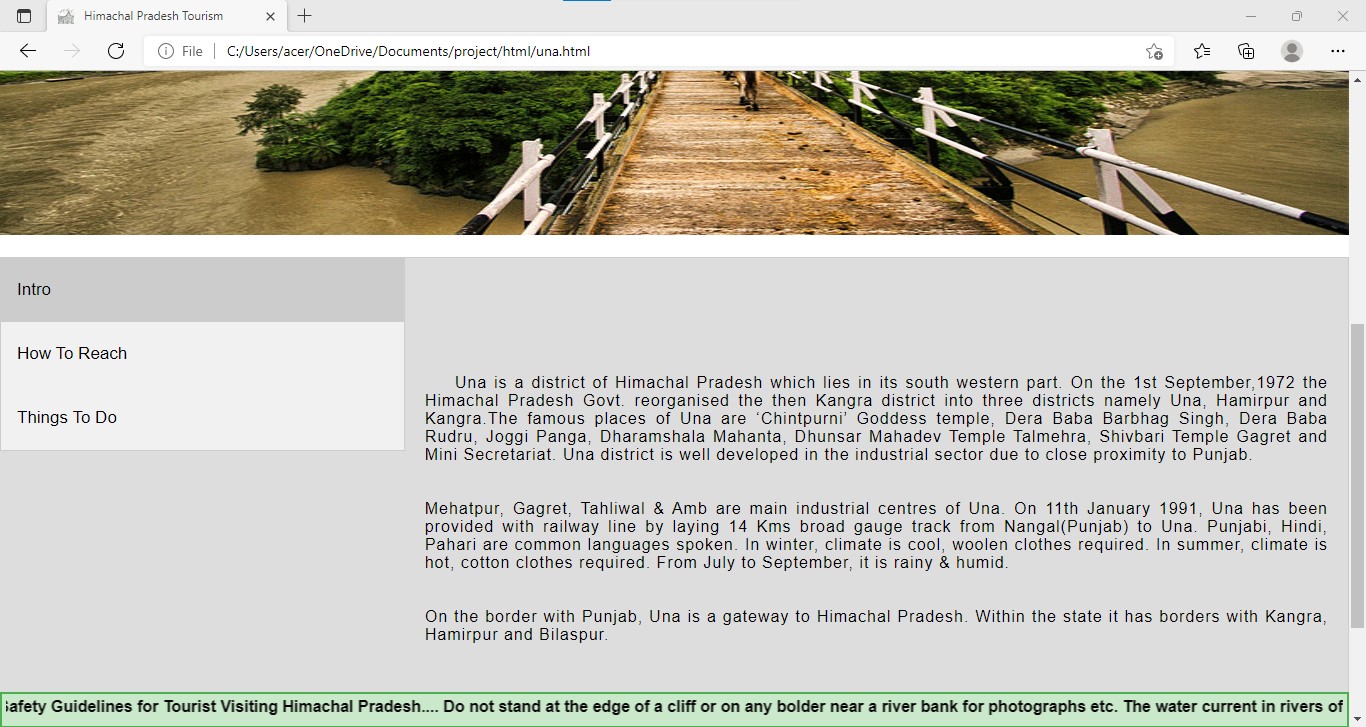 Himachal Pradesh Tourism
File
C:/Users/acer/OneDrive/Documents/project/html/una.html
Intro
How To Reach
Things To Do
Una is a district of Himachal Pradesh which lies in its south western part. On the 1st September,1972 the
Himachal Pradesh Govt. reorganised the then Kangra district into three districts namely Una, Hamirpur and
Kangra.The famous places of Una are ‘Chintpurni’ Goddess temple, Dera Baba Barbhag Singh, Dera Baba
Rudru, Joggi Panga, Dharamshala Mahanta, Dhunsar Mahadev Temple Talmehra, Shivbari Temple Gagret and
Mini Secretariat. Una district is well developed in the industrial sector due to close proximity to Punjab.
Mehatpur, Gagret, Tahliwal & Amb are main industrial centres of Una. On 11th January 1991, Una has been
provided with railway line by laying 14 Kms broad gauge track from Nangal(Punjab) to Una. Punjabi, Hindi,
Pahari are common languages spoken. In winter, climate is cool, woolen clothes required. In summer, climate is
hot, cotton clothes required. From July to September, it is rainy & humid.
On the border with Punjab, Una is a gateway to Himachal Pradesh. Within the state it has borders with Kangra,
Hamirpur and Bilaspur.
Safety Guidelines for Tourist Visiting Himachal Pradesh.... Do not stand at the edge of a cliff or on any bolder near a river bank for photographs etc. The water current in rivers of